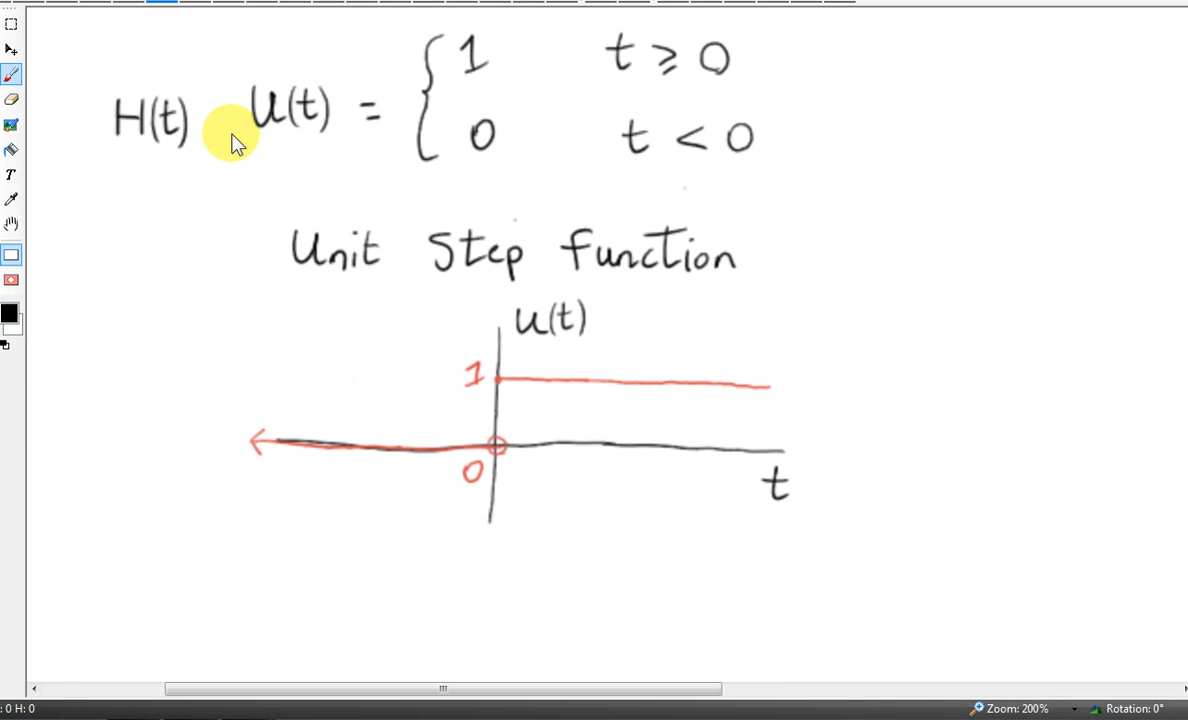 1 t ⩾ 0
H(t) u(t) = {
0 t < 0
Unit Step function
u(t)
1
0
t
: 0 H: 0 Zoom: 200% Rotation: 0°